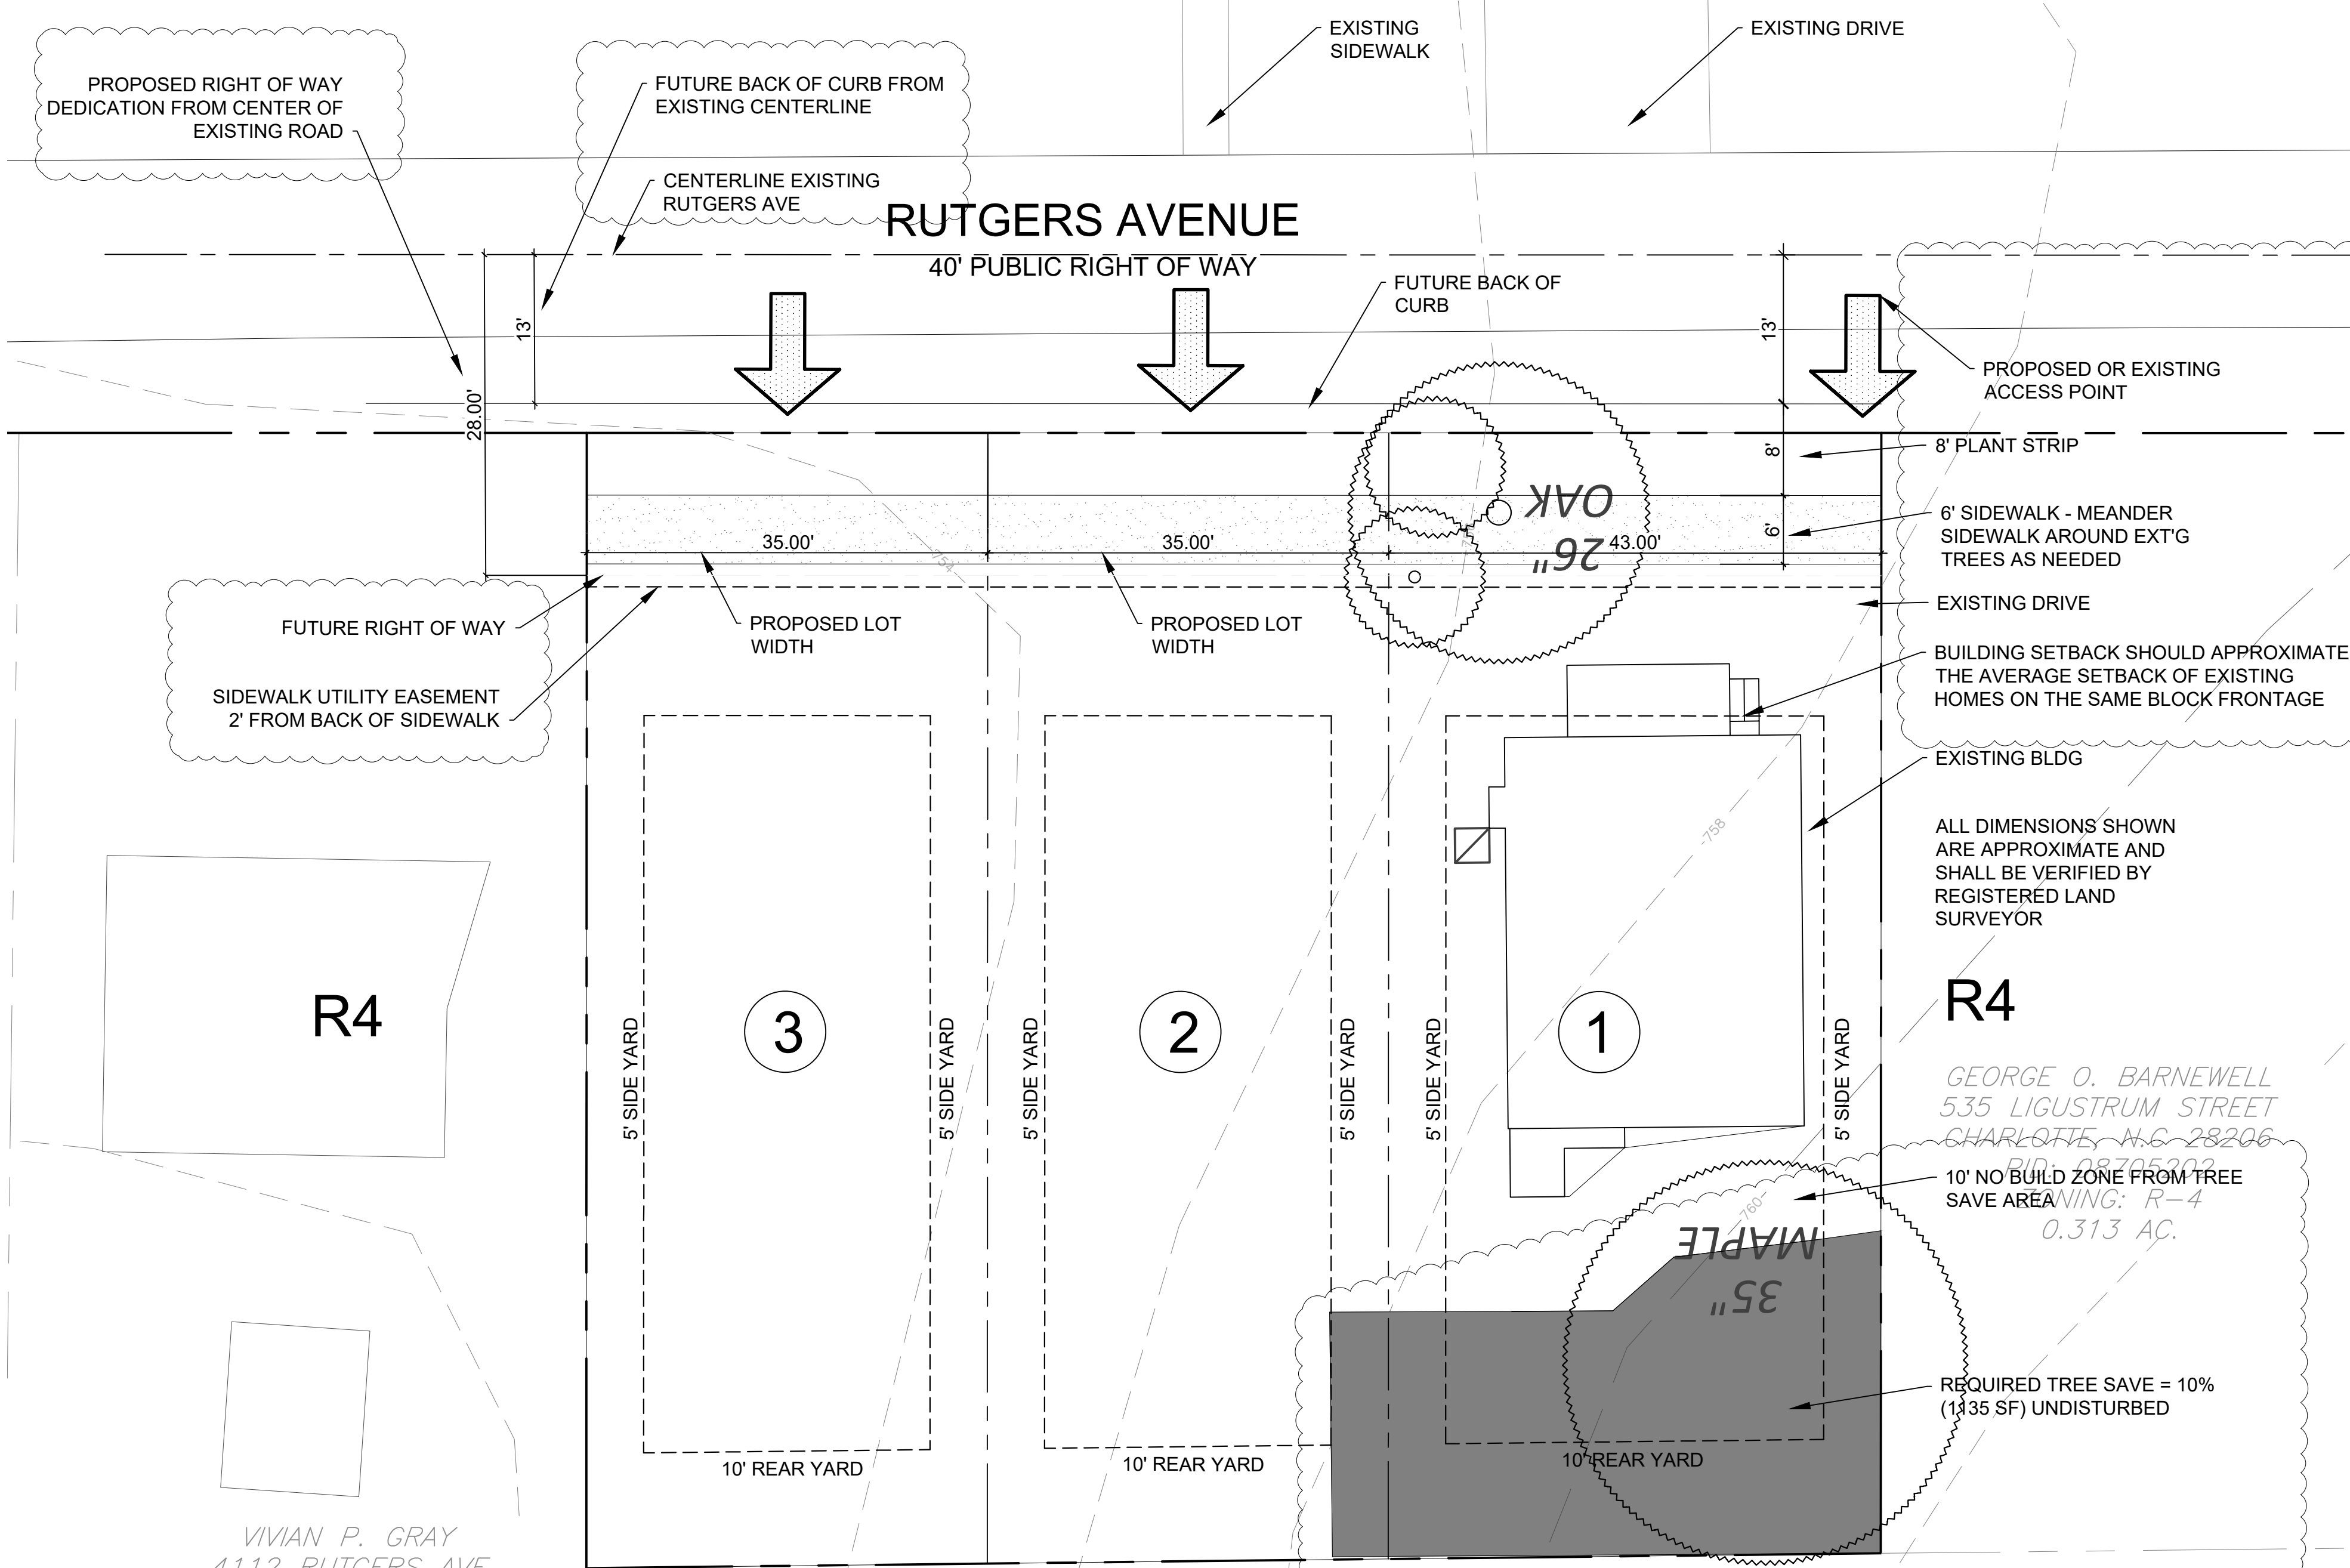 EXISTING
SIDEWALK
EXISTING DRIVE
PROPOSED RIGHT OF WAY
DEDICATION FROM CENTER OF
EXISTING ROAD
FUTURE BACK OF CURB FROM
EXISTING CENTERLINE
CENTERLINE EXISTING
RUTGERS AVE
RUTGERS AVENUE
40' PUBLIC RIGHT OF WAY
FUTURE BACK OF
CURB
13'
13'
28.00'
PROPOSED OR EXISTING
ACCESS POINT
8'
8' PLANT STRIP
26"
OAK
6'
6' SIDEWALK - MEANDER
SIDEWALK AROUND EXT'G
TREES AS NEEDED
35.00'
35.00'
43.00'
754
EXISTING DRIVE
FUTURE RIGHT OF WAY
PROPOSED LOT
WIDTH
PROPOSED LOT
WIDTH
SIDEWALK UTILITY EASEMENT
2' FROM BACK OF SIDEWALK
BUILDING SETBACK SHOULD APPROXIMATE
THE AVERAGE SETBACK OF EXISTING
HOMES ON THE SAME BLOCK FRONTAGE
EXISTING BLDG
758
ALL DIMENSIONS SHOWN
ARE APPROXIMATE AND
SHALL BE VERIFIED BY
REGISTERED LAND
SURVEYOR
R4
3
2
1
R4
5' SIDE YARD
5' SIDE YARD
5' SIDE YARD
5' SIDE YARD
5' SIDE YARD
5' SIDE YARD
GEORGE O. BARNEWELL
535 LIGUSTRUM STREET
CHARLOTTE, N.C 28206
PID: 08705202
ZONING: R-4
0.313 AC.
10' NO BUILD ZONE FROM TREE
SAVE AREA
760
35"
MAPLE
REQUIRED TREE SAVE = 10%
(1135 SF) UNDISTURBED
10' REAR YARD
10' REAR YARD
10' REAR YARD
VIVIAN P. GRAY
4112 RUTGERS AVE